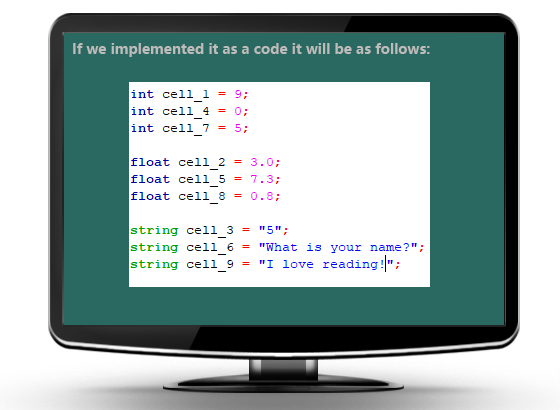 If we implemented it as a code it will be as follows:
int cell_1 = 9;
int cell_4 = 0;
int cell_7 = 5;
float cell_2 = 3.0;
float cell_5 = 7.3;
float cell_8 = 0.8;
string cell_3 = "5";
string cell_6 = "What is your name?";
string cell_9 = "I love reading!";